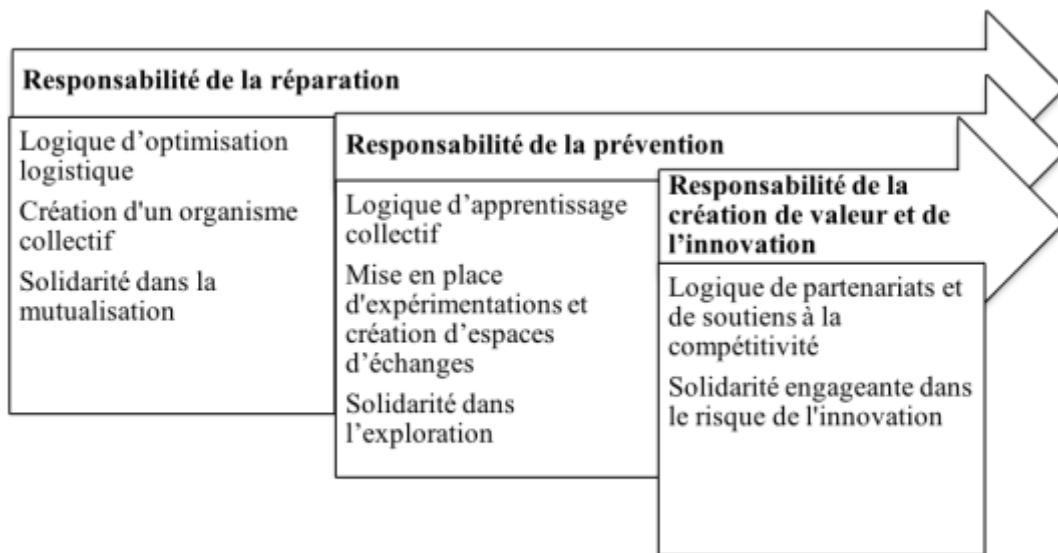 Responsabilité de la réparation
Logique d’optimisation
logistique
Création d'un organisme
collectif
Solidarité dans la
mutualisation
Responsabilité de la prévention
Logique d’apprentissage
collectif
Mise en place
d'expérimentations et
création d’espaces
d’échanges
Solidarité dans
l’exploration
Responsabilité de la
création de valeur et de
l’innovation
Logique de partenariats et
de soutiens à la
compétitivité
Solidarité engageante dans
le risque de l'innovation